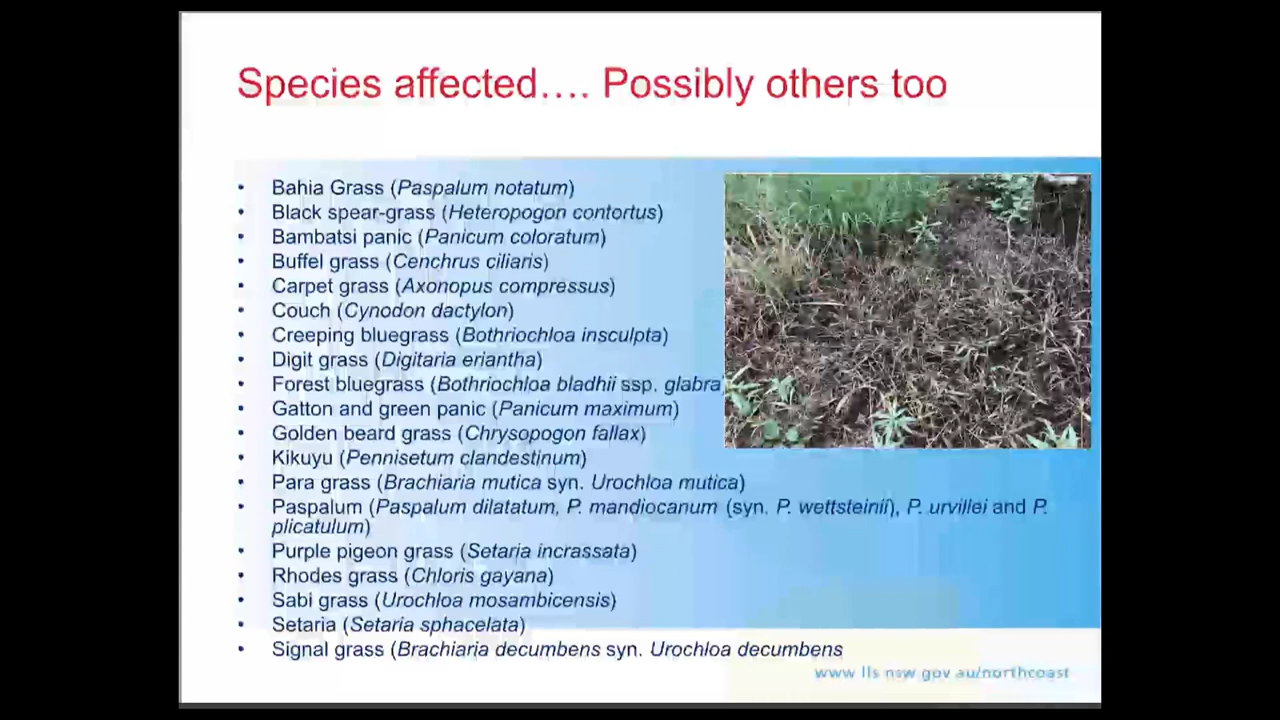 Species affected…. Possibly others too
• Bahia Grass (Paspalum notatum)
• Black spear-grass (Heteropogon contortus)
• Bambatsi panic (Panicum coloratum)
• Buffel grass (Cenchrus ciliaris)
• Carpet grass (Axonopus compressus)
• Couch (Cynodon dactylon)
• Creeping bluegrass (Bothriochloa insculpta)
• Digit grass (Digitaria eriantha)
• Forest bluegrass (Bothriochloa bladhii ssp. glabra
• Gatton and green panic (Panicum maximum)
• Golden beard grass (Chrysopogon fallax)
• Kikuyu (Pennisetum clandestinum)
• Para grass (Brachiaria mutica syn. Urochloa mutica)
• Paspalum (Paspalum dilatatum, P. mandiocanum (syn. P. wettsteinii), P. urvillei and P.
plicatulum)
• Purple pigeon grass (Setaria incrassata)
• Rhodes grass (Chloris gayana)
• Sabi grass (Urochloa mosambicensis)
• Setaria (Setaria sphacelata)
• Signal grass (Brachiaria decumbens syn. Urochloa decumbens
www lls nsw gov au/northcoast